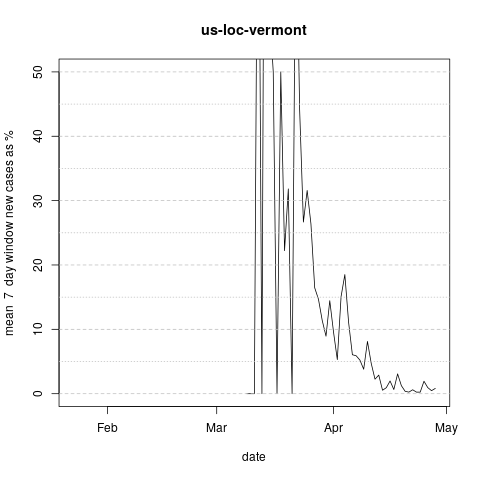 us-loc-vermont
mean 7 day window new cases as %
50
40
30
20
10
0
Feb
Mar
Apr
May
date